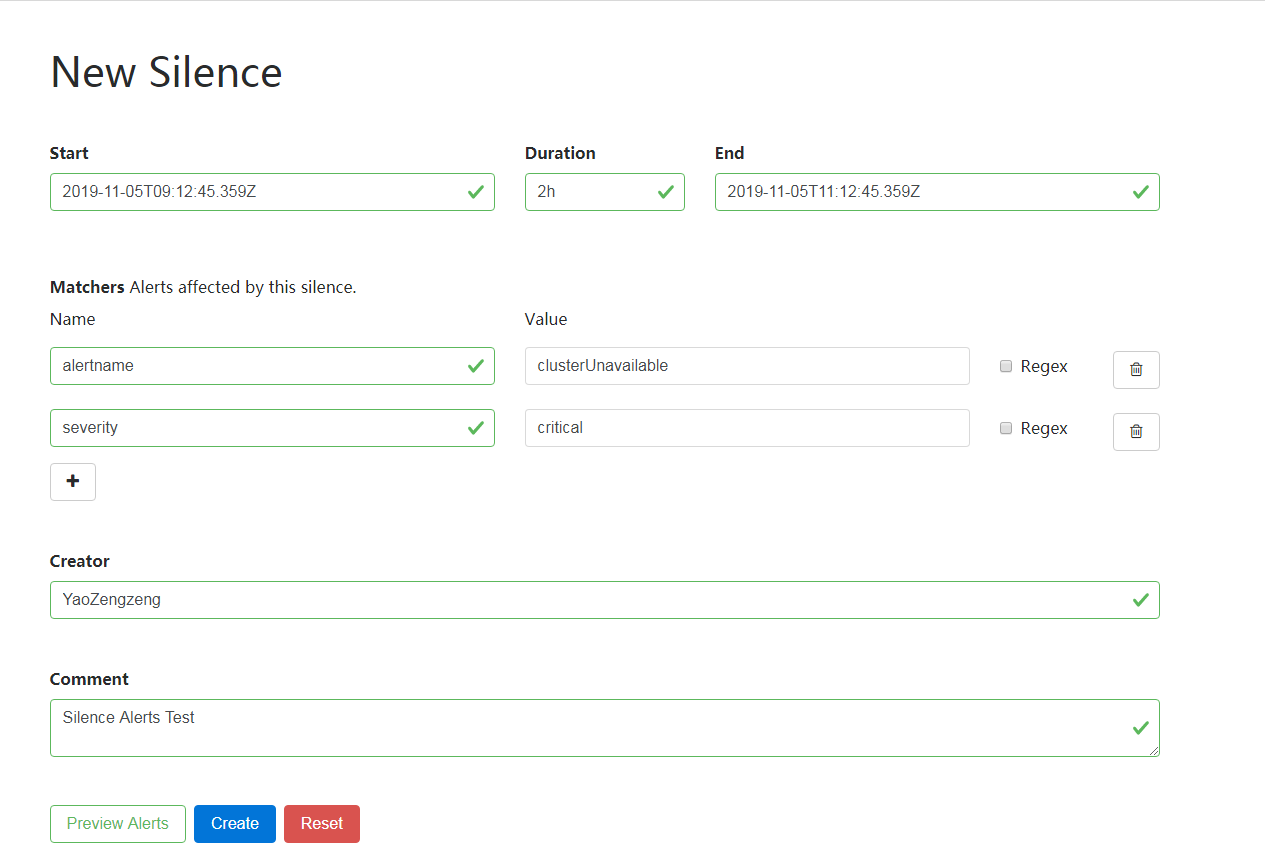 New Silence
Start Duration End
2019-11-05T09:12:45.359Z 2h 2019-11-05T11:12:45.359Z
Matchers Alerts affected by this silence.
Name Value
alertname clusterUnavailable Regex
severity critical Regex
+
Creator
YaoZengzeng
Comment
Silence Alerts Test
Preview Alerts Create Reset